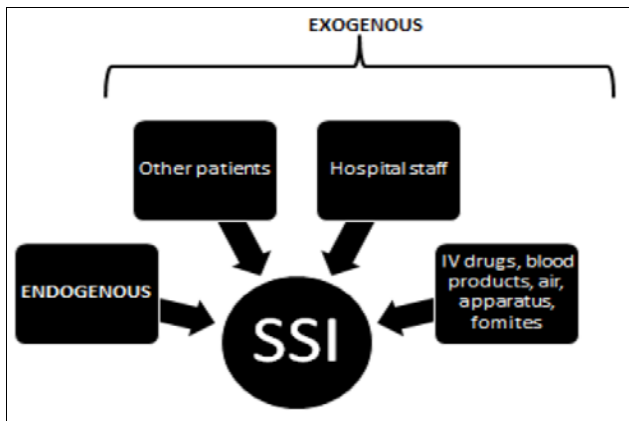 EXOGENOUS
Other patients
Hospital staff
ENDOGENOUS
IV drugs, blood
products, air,
apparatus,
fomites
SSI